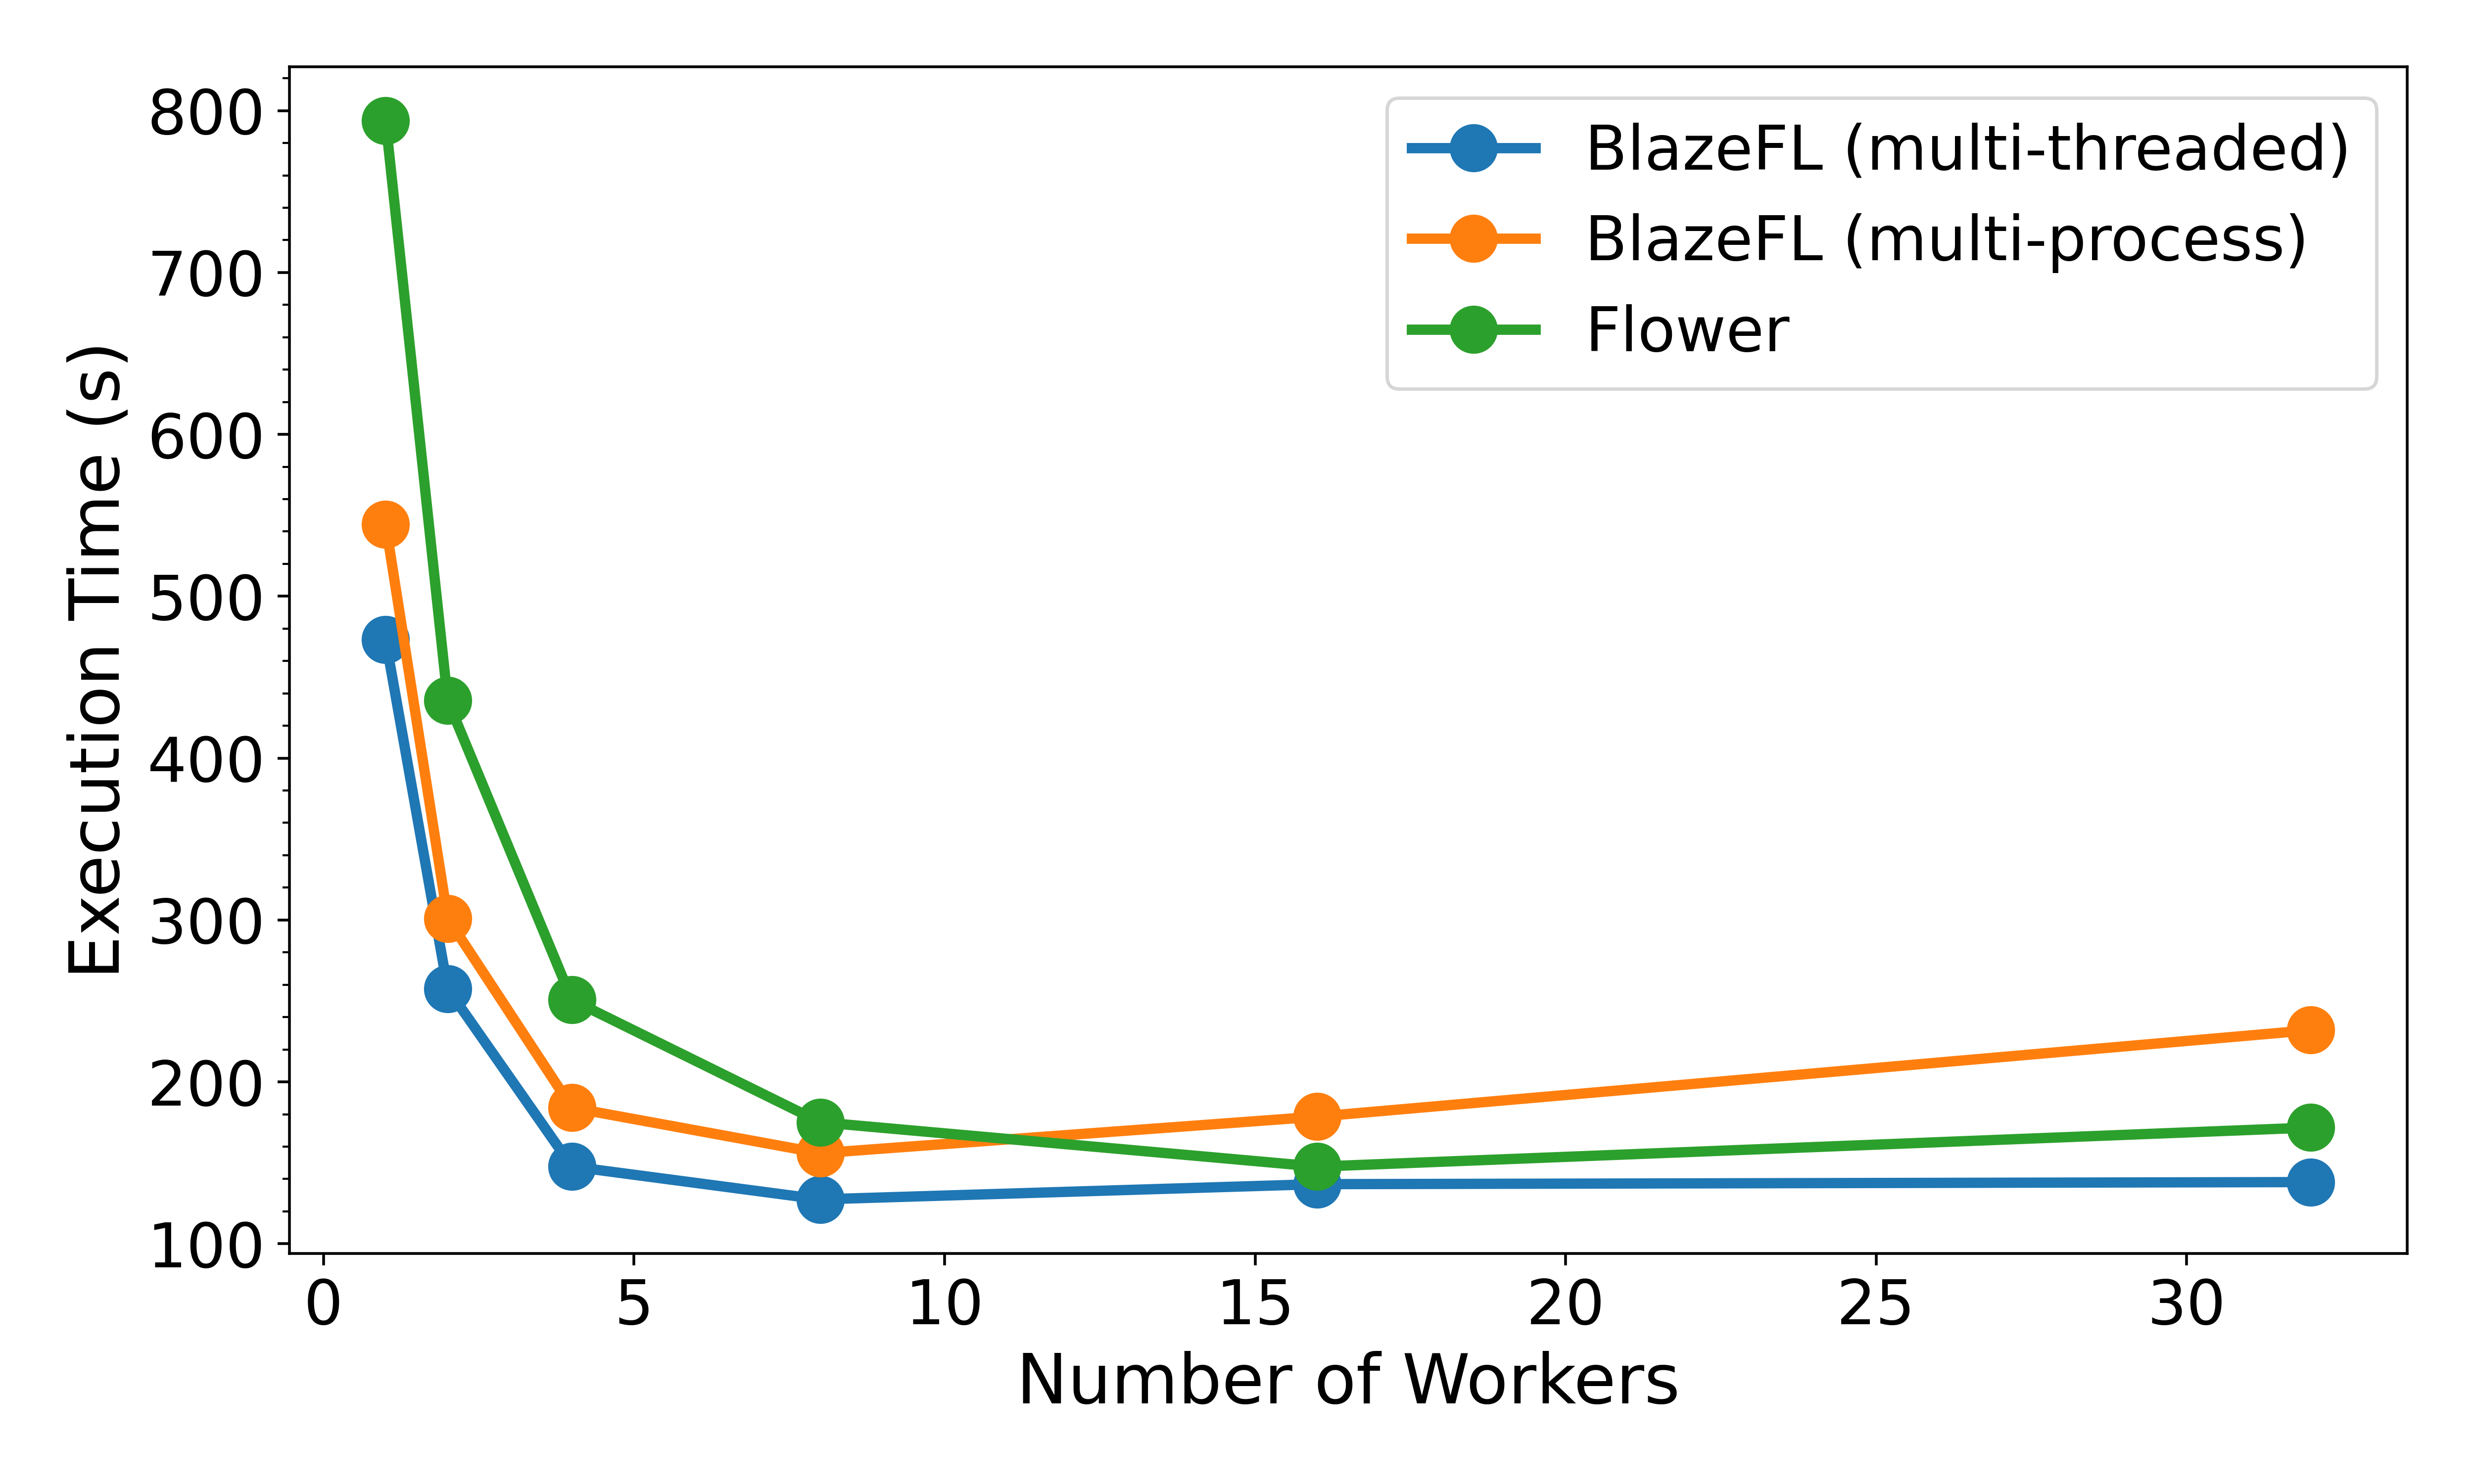 800
700
600
500
400
300
200
100
Execution Time (s)
BlazeFL (multi-threaded)
BlazeFL (multi-process)
Flower
0 5 10 15 20 25 30
Number of Workers